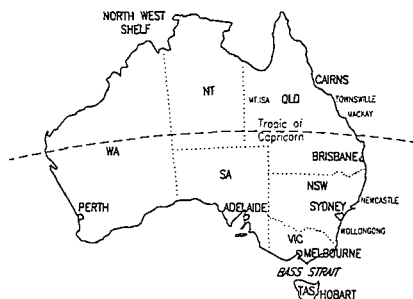 NORTH WEST
SHELF
NT
MT.ISA
QLD
CAIRNS
TOWNSVILLE
MACKAY
Tropic of
Capricorn
WA
BRISBANE
SA
NSW
PERTH
ADELAIDE
SYDNEY
NEWCASTLE
WOLLONGONG
VIC
MELBOURNE
BASS STRAIT
TAS
HOBART